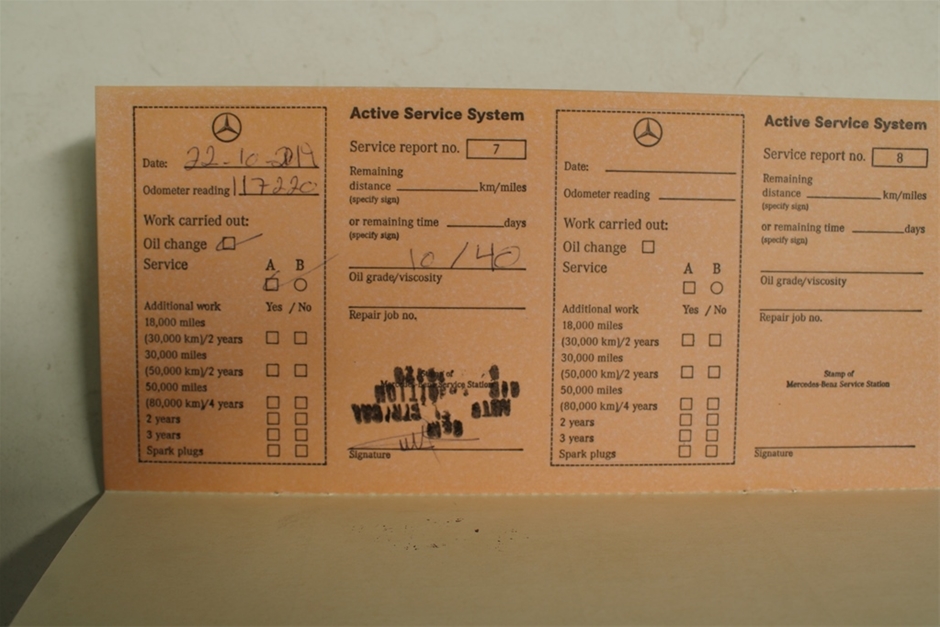 Date: 22-10-2019
Odometer reading 117220
Work carried out:
Oil change
Service A B
Additional work Yes / No
18,000 miles
(30,000 km)/2 years
30,000 miles
(50,000 km)/2 years
50,000 miles
(80,000 km)/4 years
2 years
3 years
Spark plugs
Active Service System
Service report no. 7
Remaining
distance km/miles
(specify sign)
or remaining time days
(specify sign)
10/40
Oil grade/viscosity
Repair job no.
Stamp of
Mercedes-Benz Service Station
Signature
Date:
Odometer reading
Work carried out:
Oil change
Service A B
Additional work Yes / No
18,000 miles
(30,000 km)/2 years
30,000 miles
(50,000 km)/2 years
50,000 miles
(80,000 km)/4 years
2 years
3 years
Spark plugs
Active Service System
Service report no. 8
Remaining
distance km/miles
(specify sign)
or remaining time days
(specify sign)
Oil grade/viscosity
Repair job no.
Stamp of
Mercedes-Benz Service Station
Signature